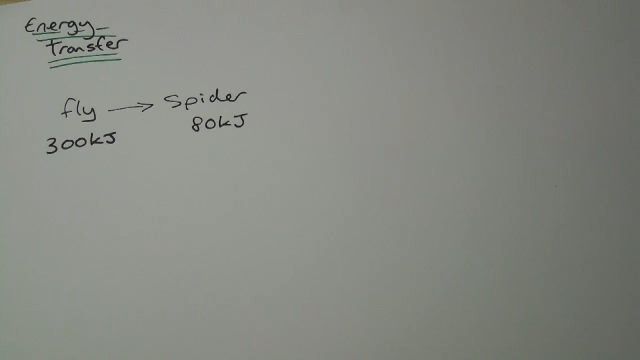 Energy
Transfer
fly → Spider
300kJ 80kJ